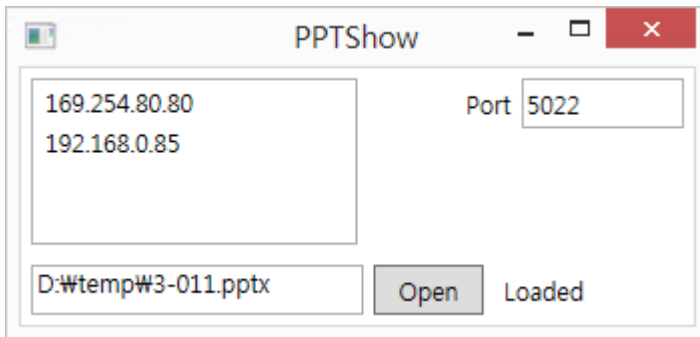 PPTShow
169.254.80.80
192.168.0.85
Port 5022
D:₩temp₩3-011.pptx
Open
Loaded